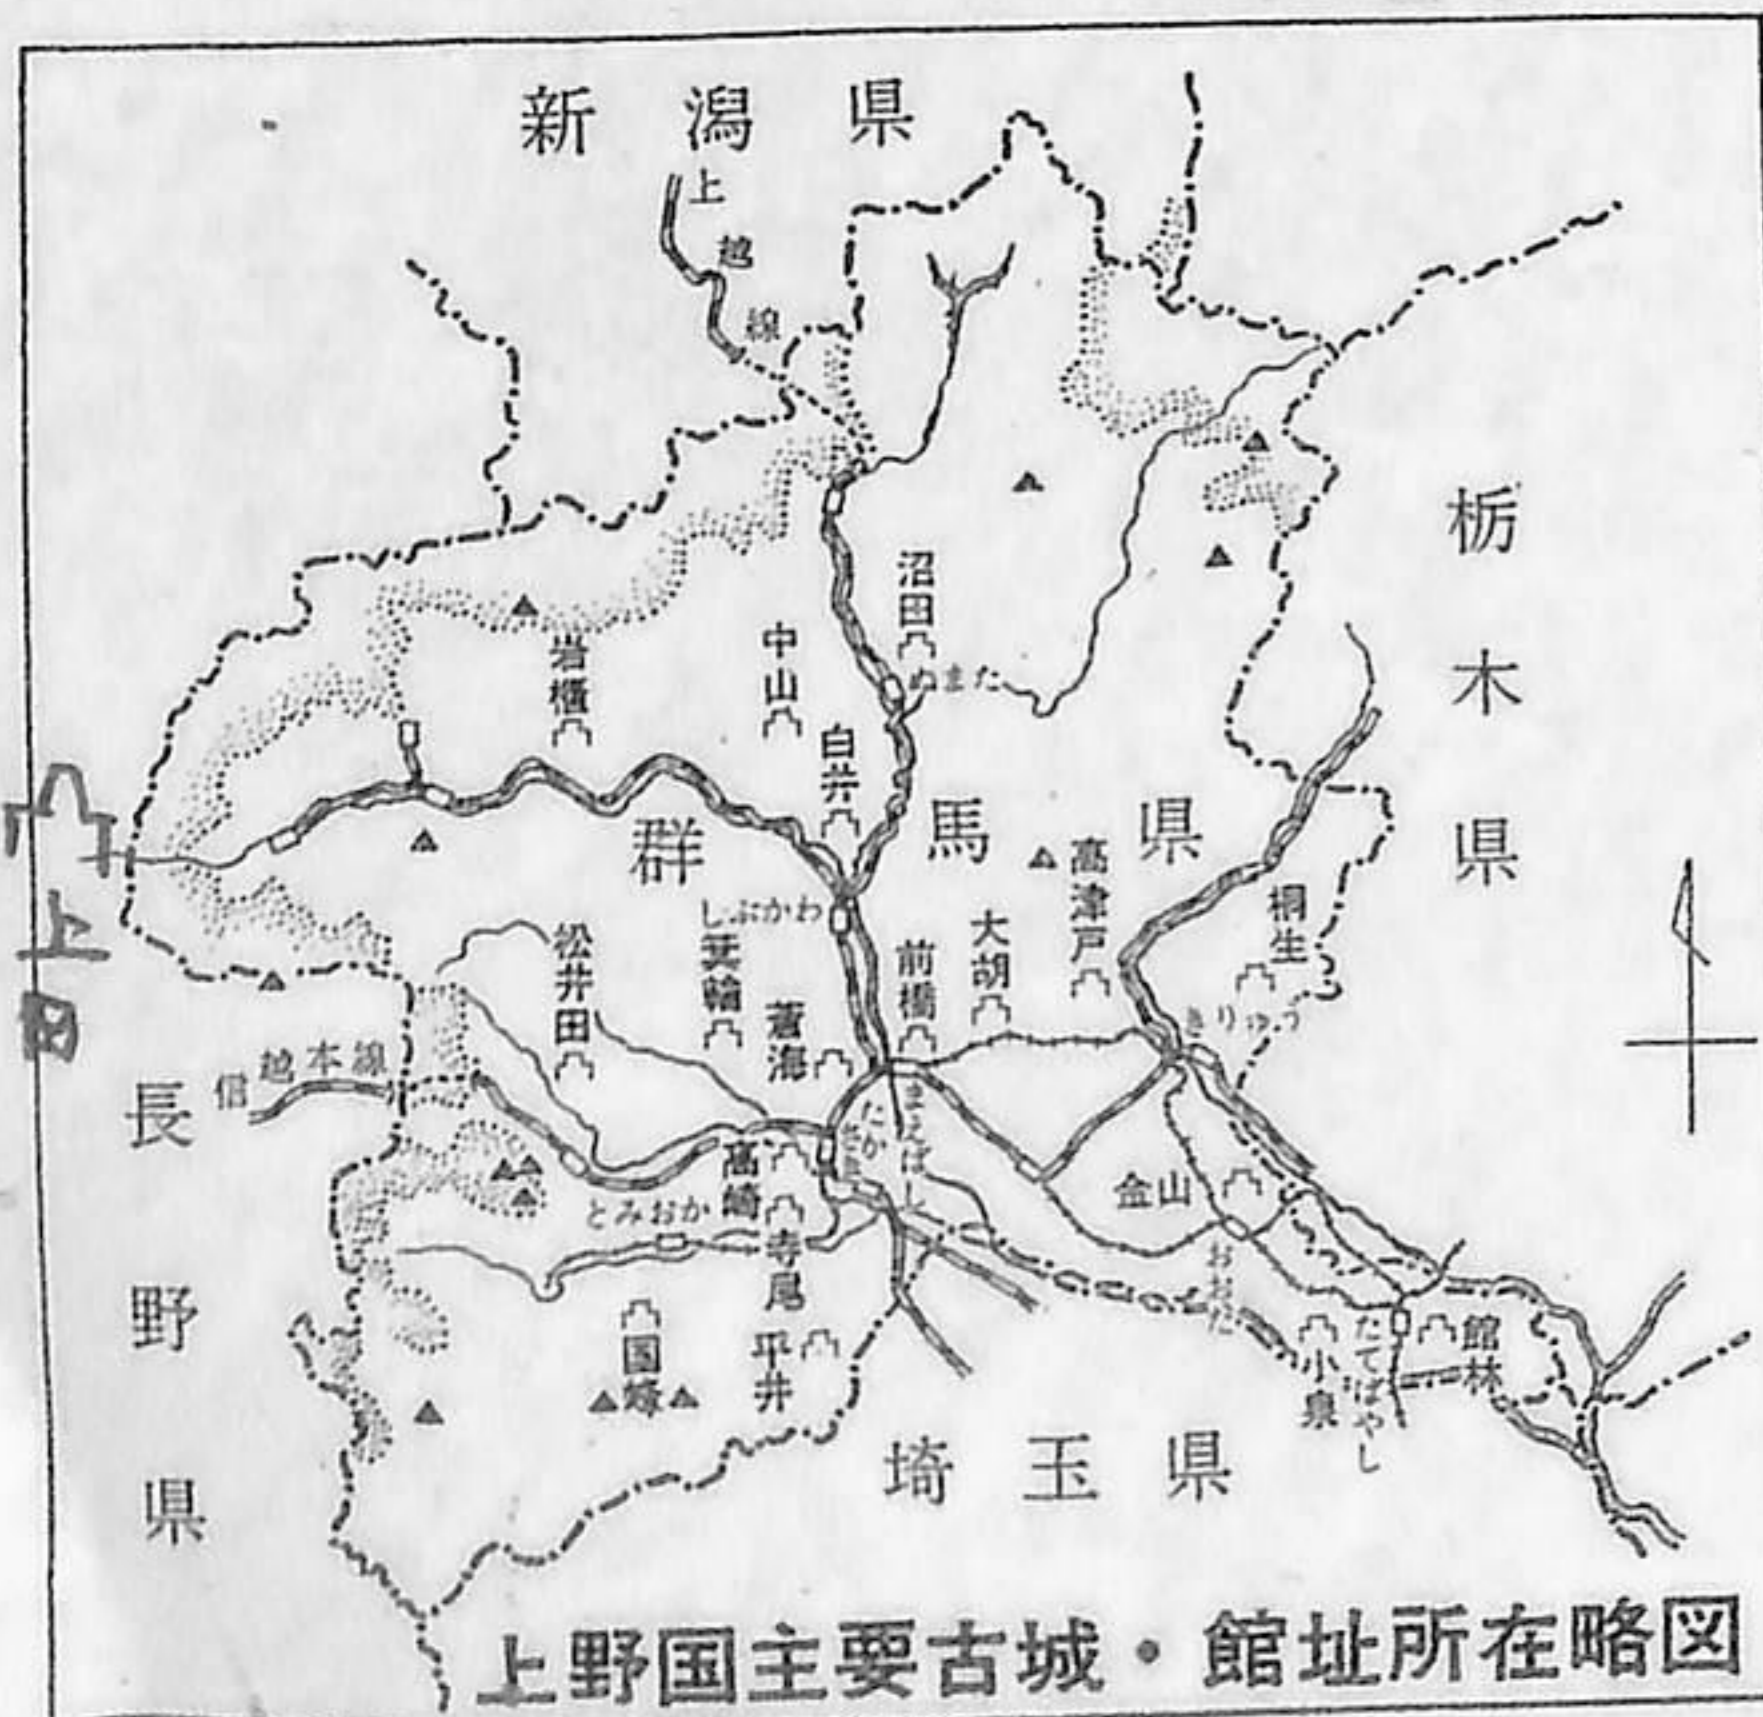 新潟県
上越線
栃木県
沼田
ぬまた
中山
岩櫃
白井
群馬県
高津戸
桐生
きりゅう
大胡
前橋
しぶかわ
箕輪
蒼海
松井田
上田
信越本線
長野県
たかさき
まえばし
高崎
寺尾
とみおか
金山
おおた
国峰
平井
小泉
たてばやし
館林
埼玉県
上野国主要古城・館址所在略図